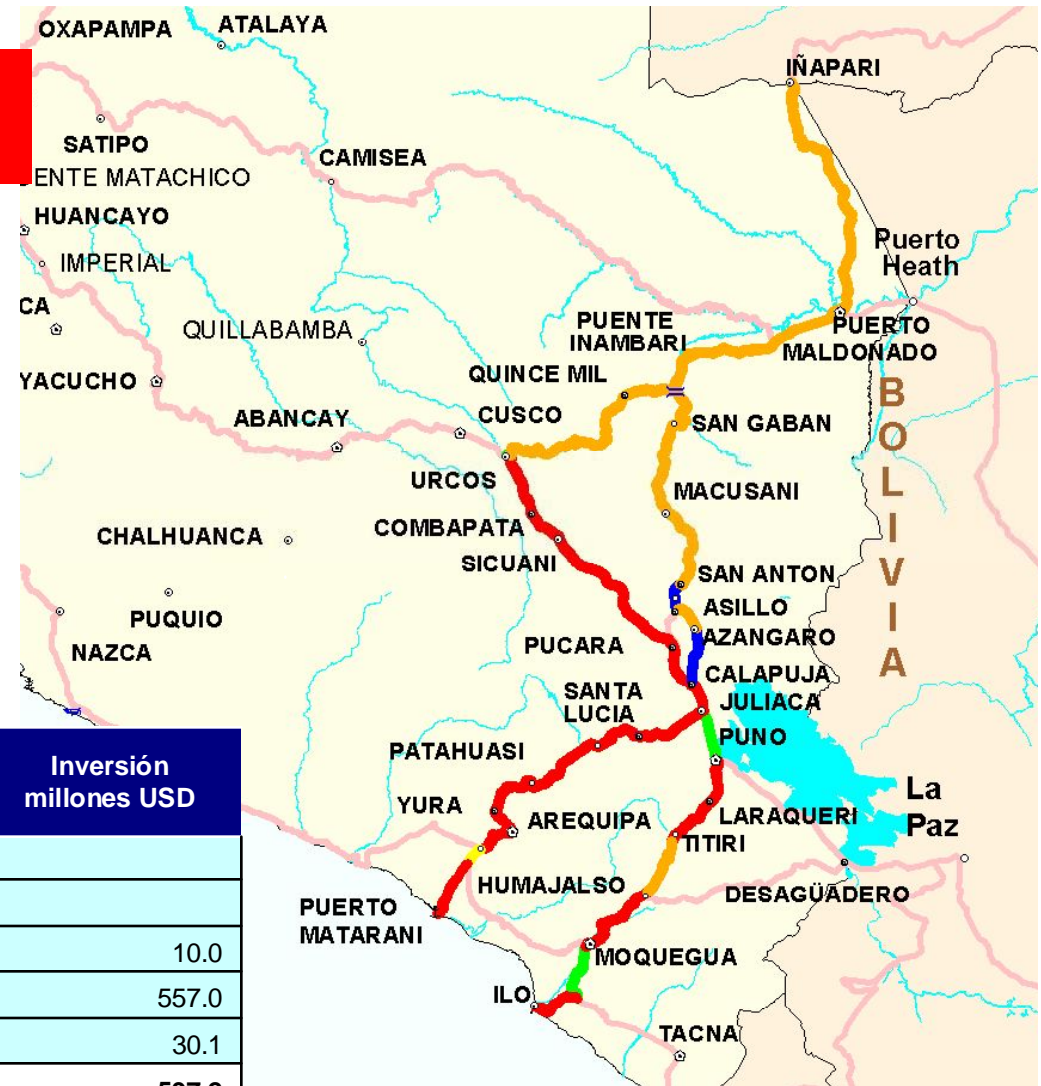 OXAPAMPA
ATALAYA
IÑAPARI
SATIPO
CAMISEA
ENTE MATACHICO
HUANCAYO
Puerto
Heath
IMPERIAL
CA
QUILLABAMBA
PUENTE
INAMBARI
PUERTO
MALDOÑADO
YACUCHO
QUINCE MIL
CUSCO
ABANCAY
SAN GABAN
BOLIVIA
URCOS
MACUSANI
COMBAPATA
CHALHUANCA
SICUANI
SAN ANTON
ASILLO
PUQUIO
AZANGARO
NAZCA
PUCARA
CALAPUJA
SANTA
LUCIA
JULIACA
PUNO
PATAHUASI
La
Paz
YURA
AREQUIPA
LARAQUERI
TITIRI
HUMAJALSO
DESAGÜADERO
PUERTO
MATARANI
MOQUEGUA
ILO
TACNA
Inversión
millones USD
10.0
557.0
30.1